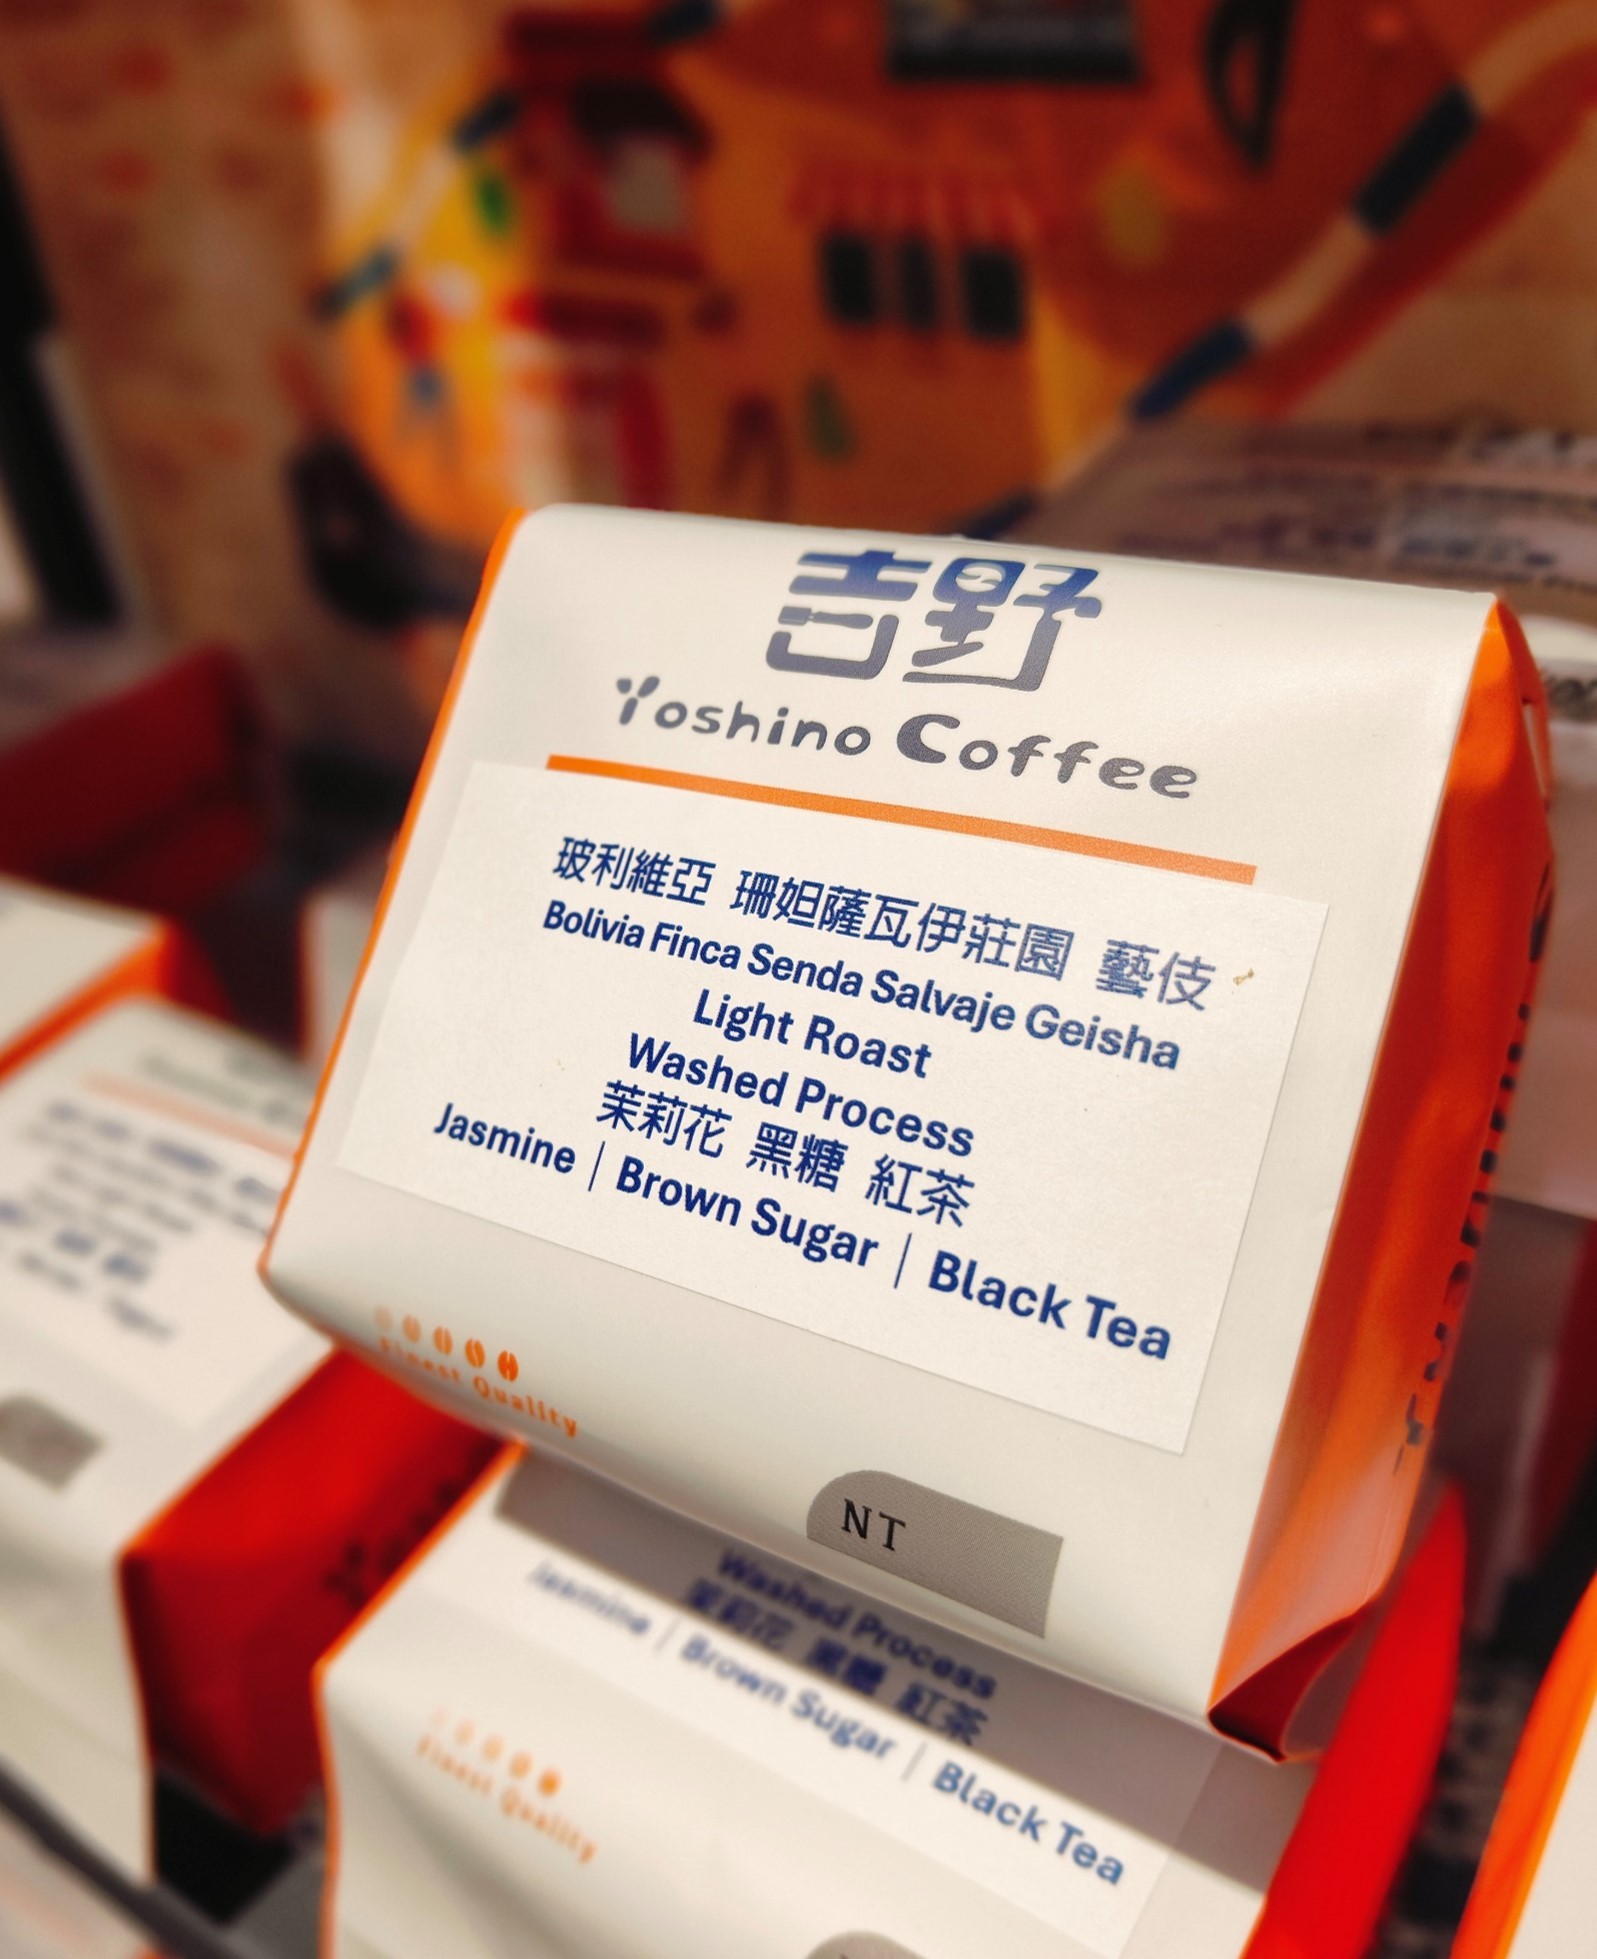 吉野
Yoshino Coffee
玻利維亞 珊妲薩瓦伊莊園 藝伎
Bolivia Finca Senda Salvaje Geisha
Light Roast
Washed Process
茉莉花 黑糖 紅茶
Jasmine | Brown Sugar | Black Tea
Finest Quality
NT
Washed Process
茉莉花 黑糖 紅茶
Jasmine | Brown Sugar | Black Tea
Finest Quality